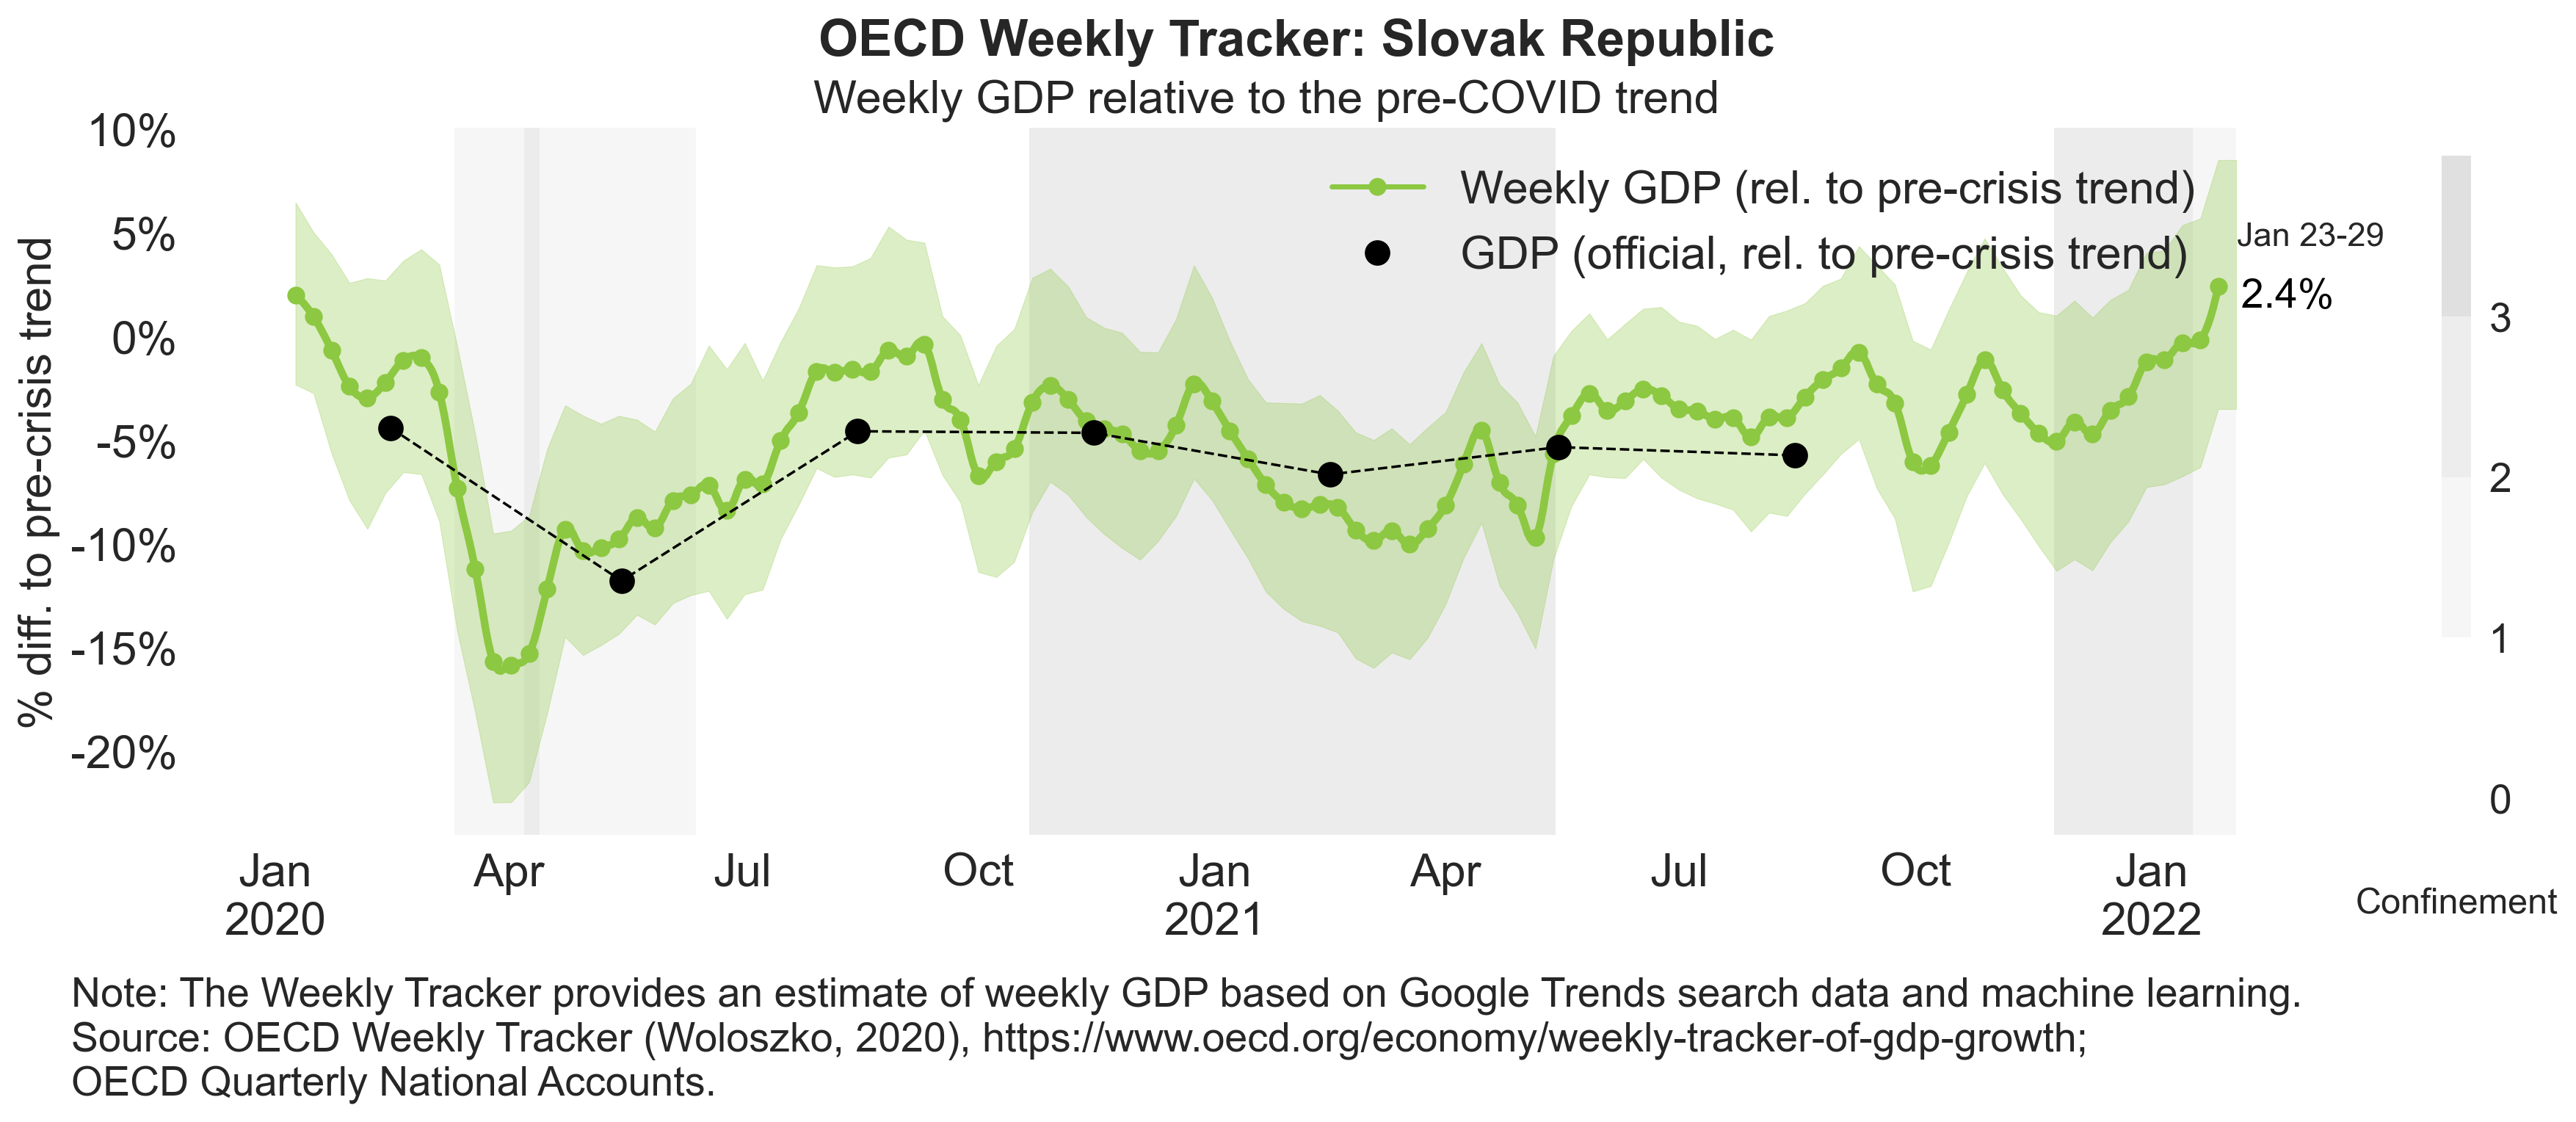 OECD Weekly Tracker: Slovak Republic
Weekly GDP relative to the pre-COVID trend
% diff. to pre-crisis trend
10%
5%
0%
-5%
-10%
-15%
-20%
Weekly GDP (rel. to pre-crisis trend)
GDP (official, rel. to pre-crisis trend)
Jan 23-29
2.4%
3
2
1
0
Confinement
Jan Apr Jul Oct Jan Apr Jul Oct Jan
2020 2021 2022
Note: The Weekly Tracker provides an estimate of weekly GDP based on Google Trends search data and machine learning.
Source: OECD Weekly Tracker (Woloszko, 2020), https://www.oecd.org/economy/weekly-tracker-of-gdp-growth;
OECD Quarterly National Accounts.